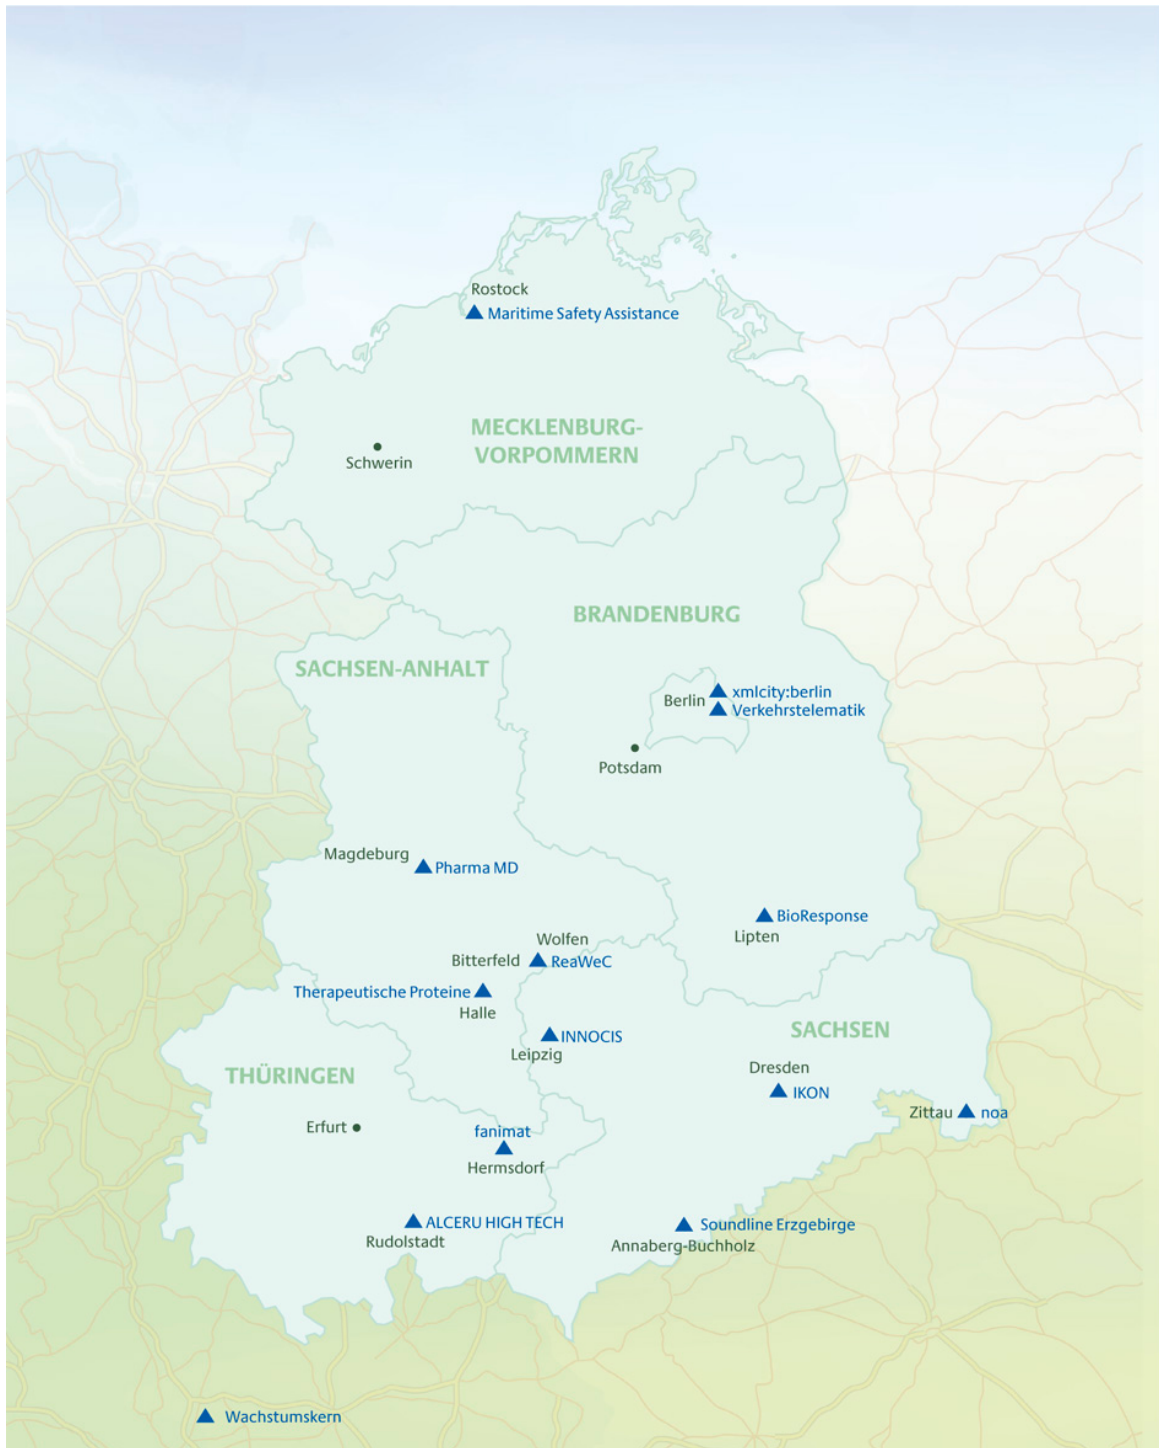 Rostock
Maritime Safety Assistance
MECKLENBURG-
VORPOMMERN
Schwerin
BRANDENBURG
SACHSEN-ANHALT
xmlcity:berlin
Berlin
Verkehrstelematik
Potsdam
Magdeburg
Pharma MD
BioResponse
Lipten
Wolfen
Bitterfeld
ReaWeC
Therapeutische Proteine
Halle
SACHSEN
INNOCIS
Leipzig
Dresden
THÜRINGEN
IKON
Zittau
noa
Erfurt
fanimat
Hermsdorf
ALCERU HIGH TECH
Rudolstadt
Soundline Erzgebirge
Annaberg-Buchholz
Wachstumskern